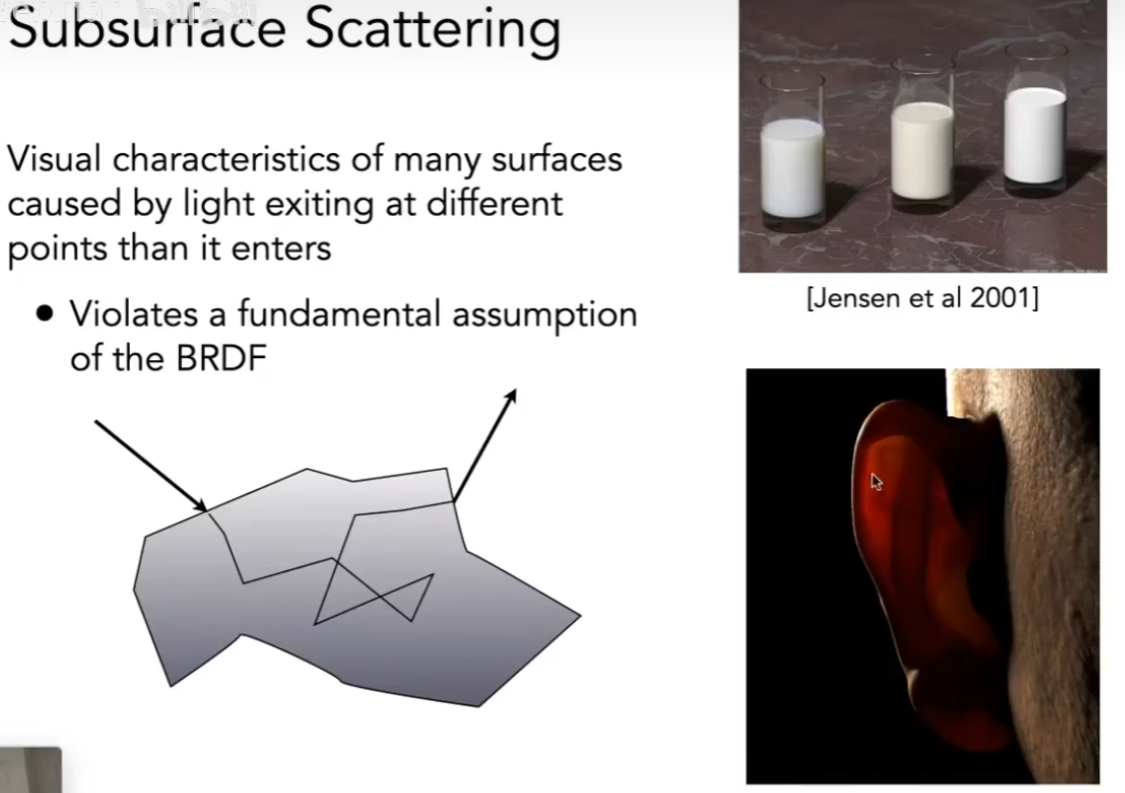 Subsurface Scattering
Visual characteristics of many surfaces
caused by light exiting at different
points than it enters
• Violates a fundamental assumption
of the BRDF
[Jensen et al 2001]